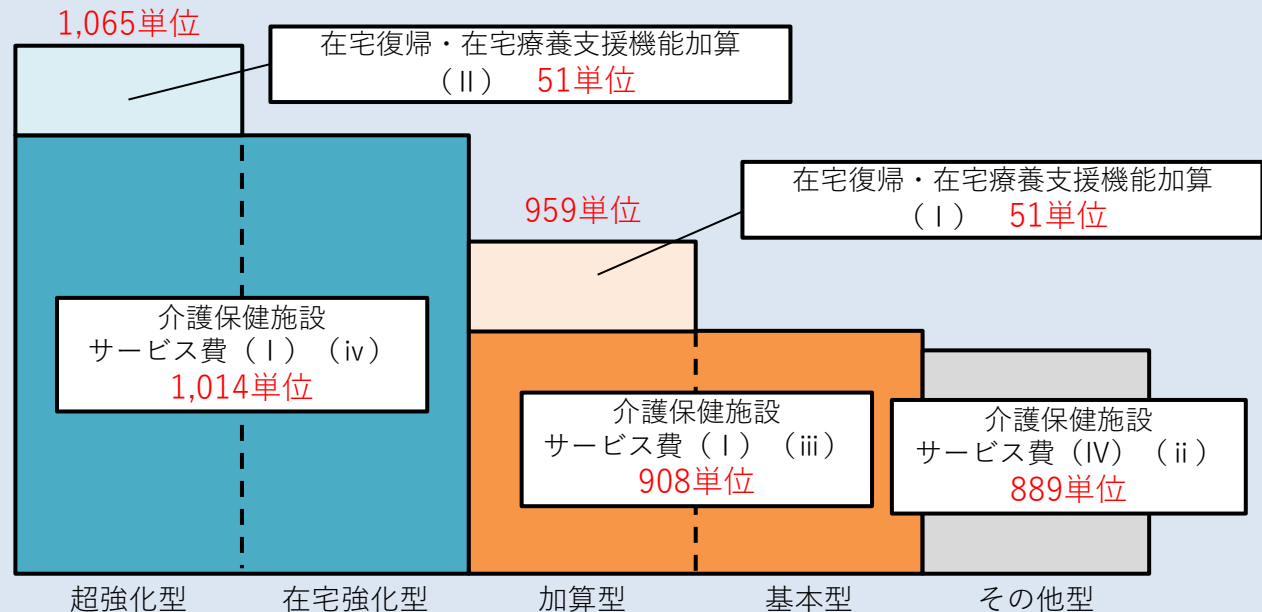 1,065単位
在宅復帰・在宅療養支援機能加算
（Ⅱ）　51単位
在宅復帰・在宅療養支援機能加算
（Ⅰ）　51単位
959単位
介護保健施設
サービス費（Ⅰ）（ⅳ）
1,014単位
介護保健施設
サービス費（Ⅰ）（ⅲ）
908単位
介護保健施設
サービス費（Ⅳ）（ⅱ）
889単位
超強化型
在宅強化型
加算型
基本型
その他型